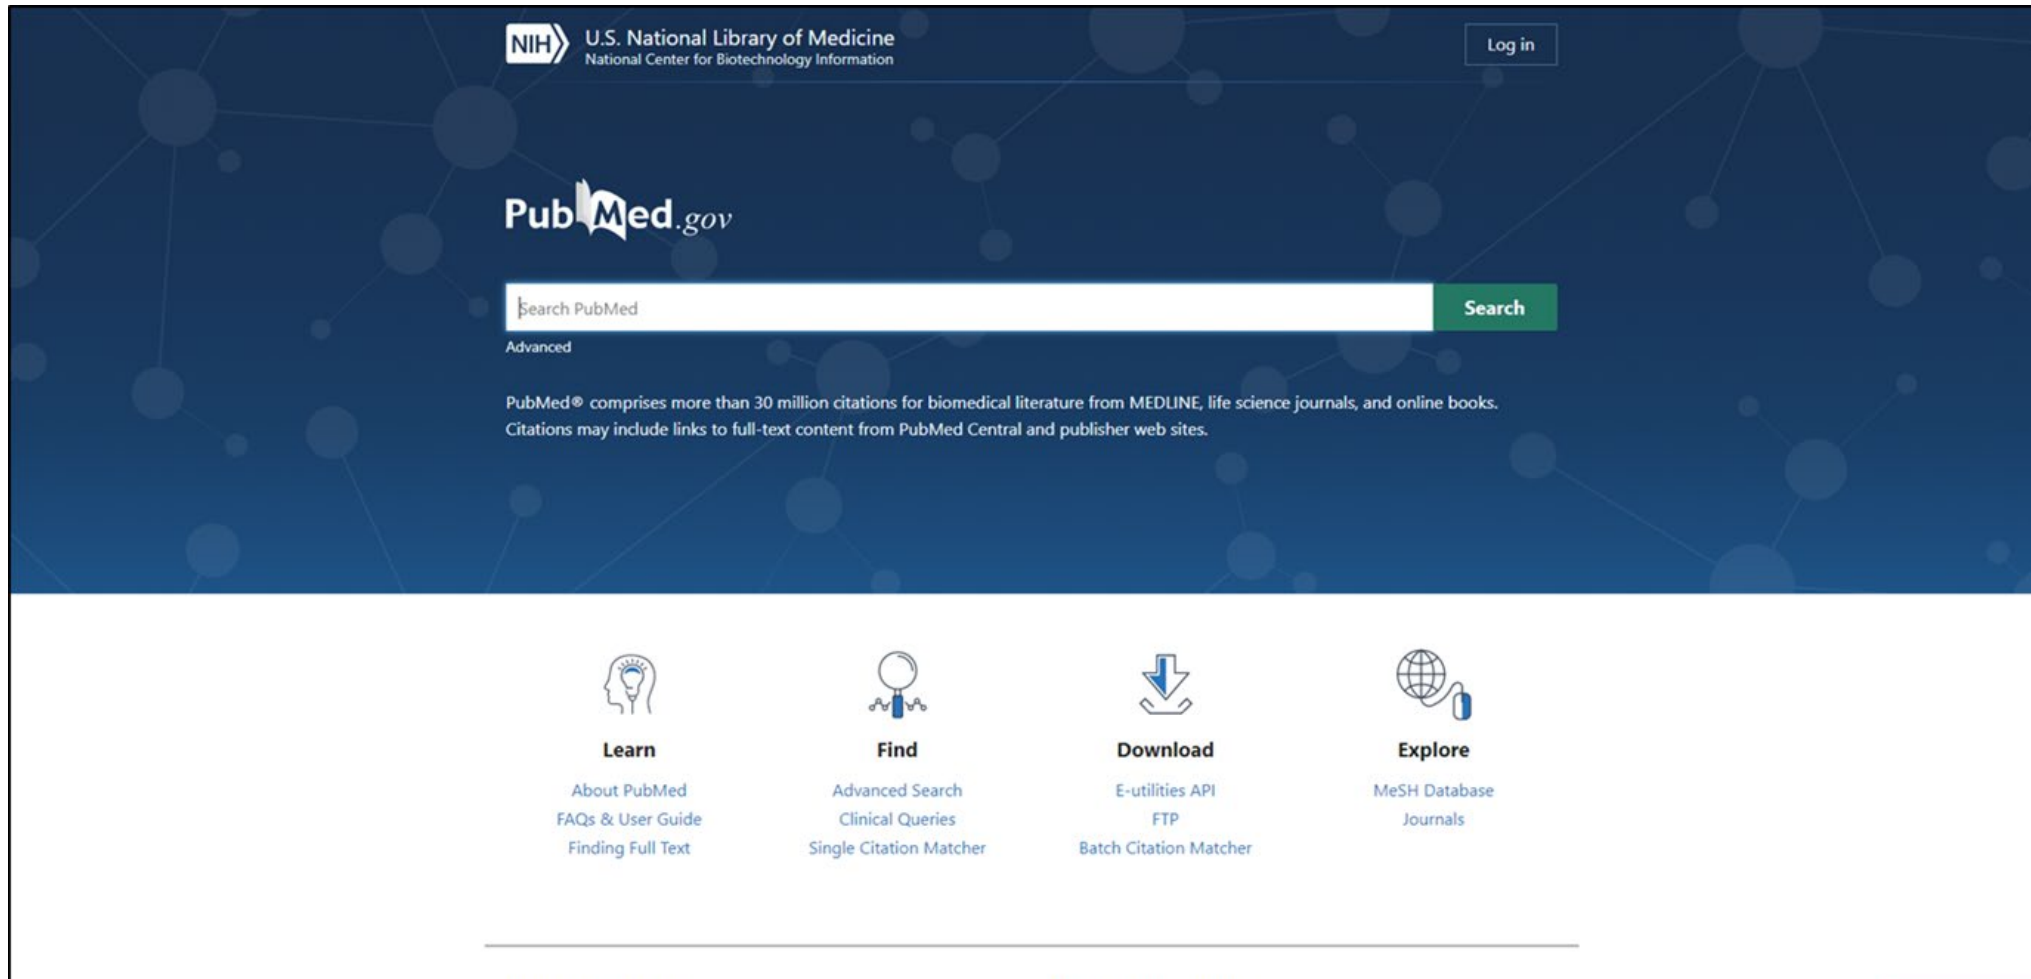 NIH
U.S. National Library of Medicine
National Center for Biotechnology Information
Log in
PubMed.gov
Search PubMed
Search
Advanced
PubMed® comprises more than 30 million citations for biomedical literature from MEDLINE, life science journals, and online books.
Citations may include links to full-text content from PubMed Central and publisher web sites.
Learn
About PubMed
FAQs & User Guide
Finding Full Text
Find
Advanced Search
Clinical Queries
Single Citation Matcher
Download
E-utilities API
FTP
Batch Citation Matcher
Explore
MeSH Database
Journals